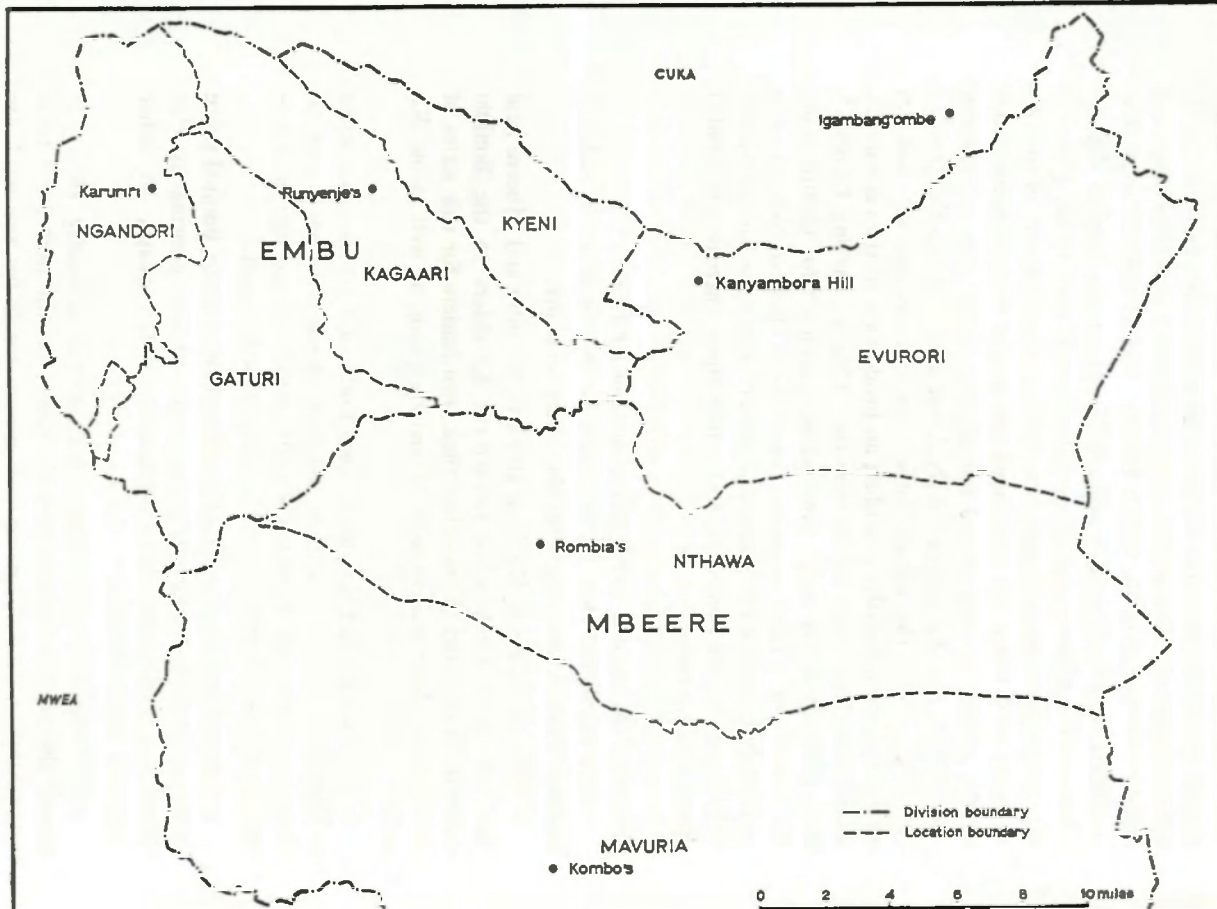 CUKA
Igambang'ombe
Karurıri
Runyenje's
NGANDORI
KYENI
EMBU
KAGAARI
Kanyambora Hill
EVURORI
GATURI
Rombia's
NTHAWA
MBEERE
MWEA
Division boundary
Location boundary
MAVURIA
Kombo's
0 2 4 6 8 10 miles